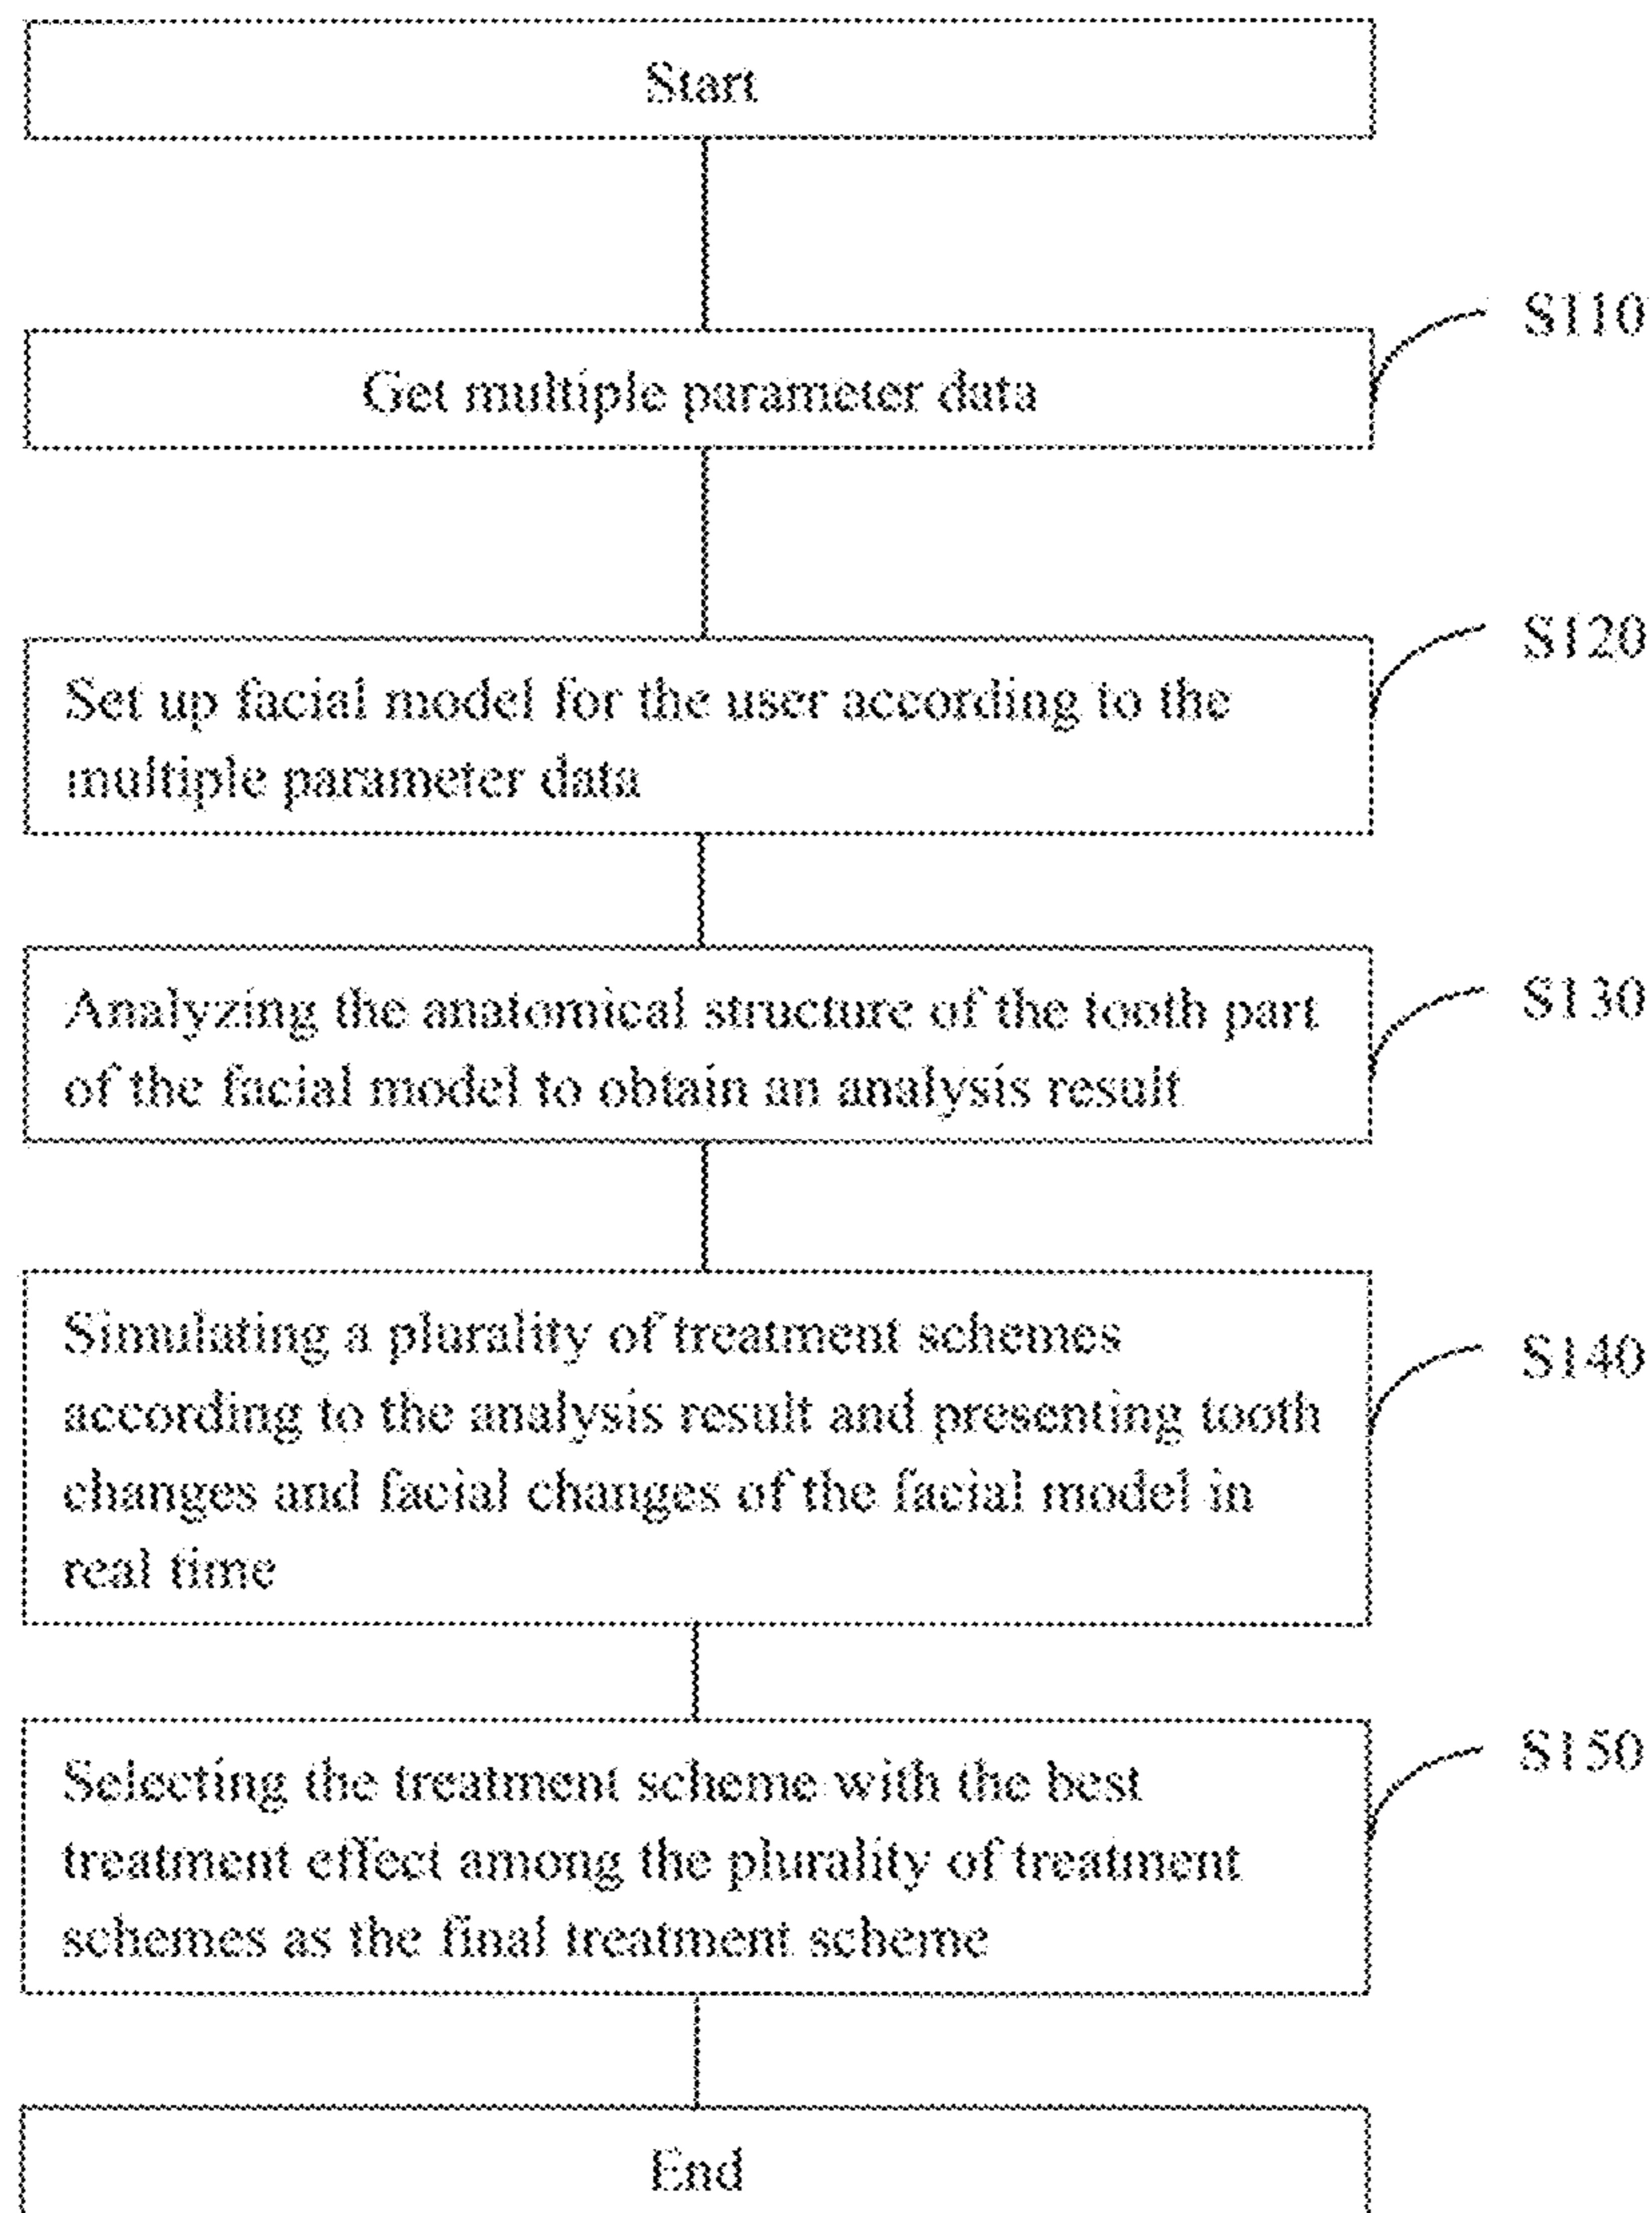 Start
S110
Get multiple parameter data
S120
Set up facial model for the user according to the
multiple parameter data
S130
Analyzing the anatomical structure of the tooth part
of the facial model to obtain an analysis result
S140
Simulating a plurality of treatment schemes
according to the analysis result and presenting tooth
changes and facial changes of the facial model in
real time
S150
Selecting the treatment scheme with the best
treatment effect among the plurality of treatment
schemes as the final treatment scheme
End